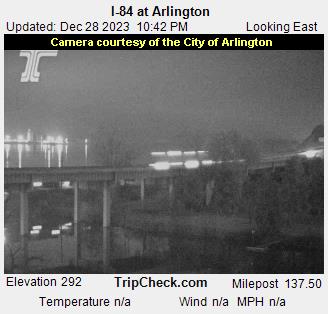 I-84 at Arlington
Updated: Dec 28 2023 10:42 PM Looking East
Camera courtesy of the City of Arlington
Elevation 292 TripCheck.com Milepost 137.50
Temperature n/a Wind n/a MPH n/a